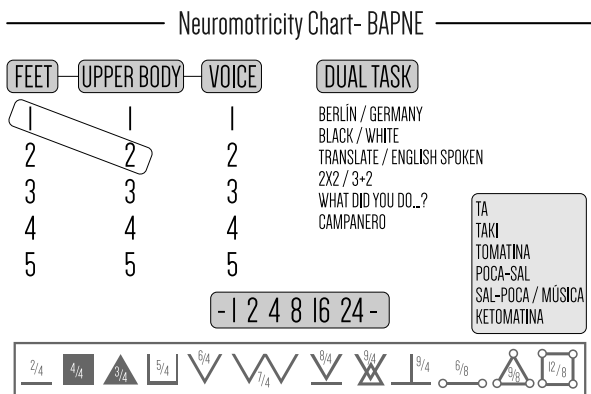 Neuromotricity Chart- BAPNE
FEET UPPER BODY VOICE
1 1 1
2 2 2
3 3 3
4 4 4
5 5 5
DUAL TASK
BERLÍN / GERMANY
BLACK / WHITE
TRANSLATE / ENGLISH SPOKEN
2X2 / 3+2
WHAT DID YOU DO...?
CAMPANERO
TA
TAKI
TOMATINA
POCA-SAL
SAL-POCA / MÚSICA
KETOMATINA
- 1 2 4 8 16 24 -
2/4 4/4 3/4 5/4 6/4 7/4 8/4 9/4 9/4 6/8 9/8 12/8